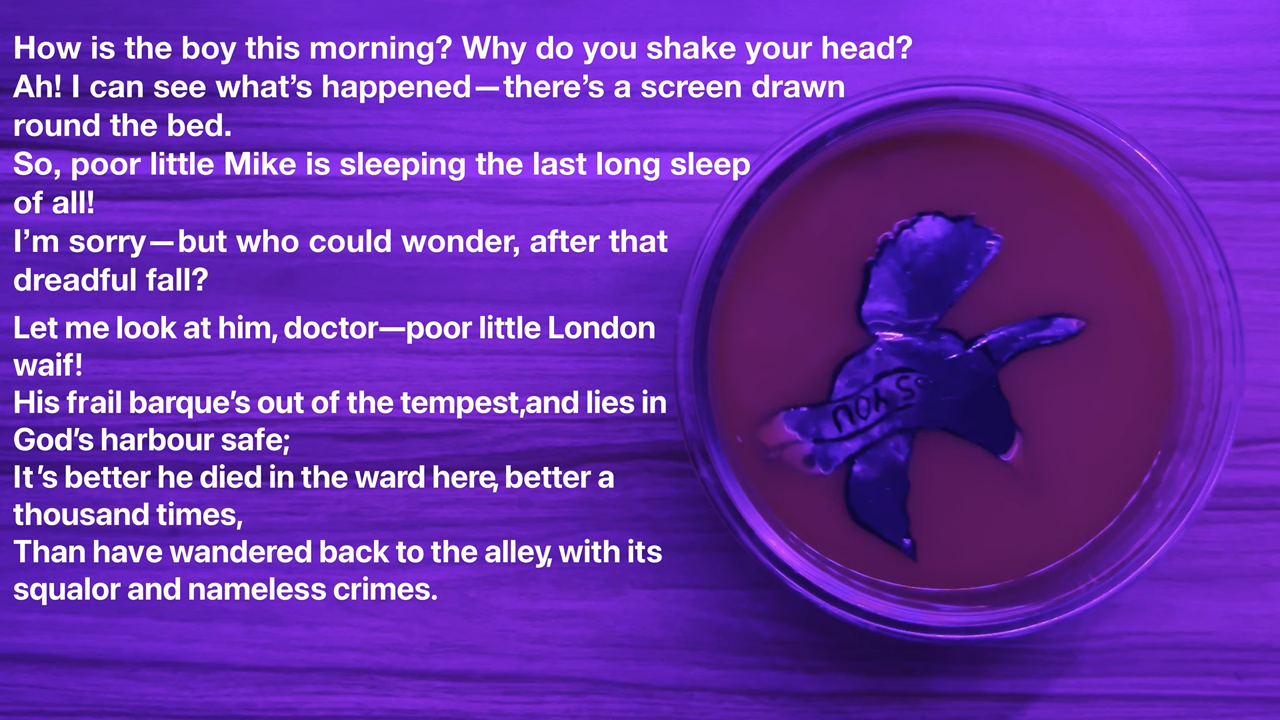 How is the boy this morning? Why do you shake your head?
Ah! I can see what’s happened—there’s a screen drawn
round the bed.
So, poor little Mike is sleeping the last long sleep
of all!
I’m sorry—but who could wonder, after that
dreadful fall?
Let me look at him, doctor—poor little London
waif!
His frail barque’s out of the tempest,and lies in
God’s harbour safe;
It’s better he died in the ward here, better a
thousand times,
Than have wandered back to the alley, with its
squalor and nameless crimes.
YOU